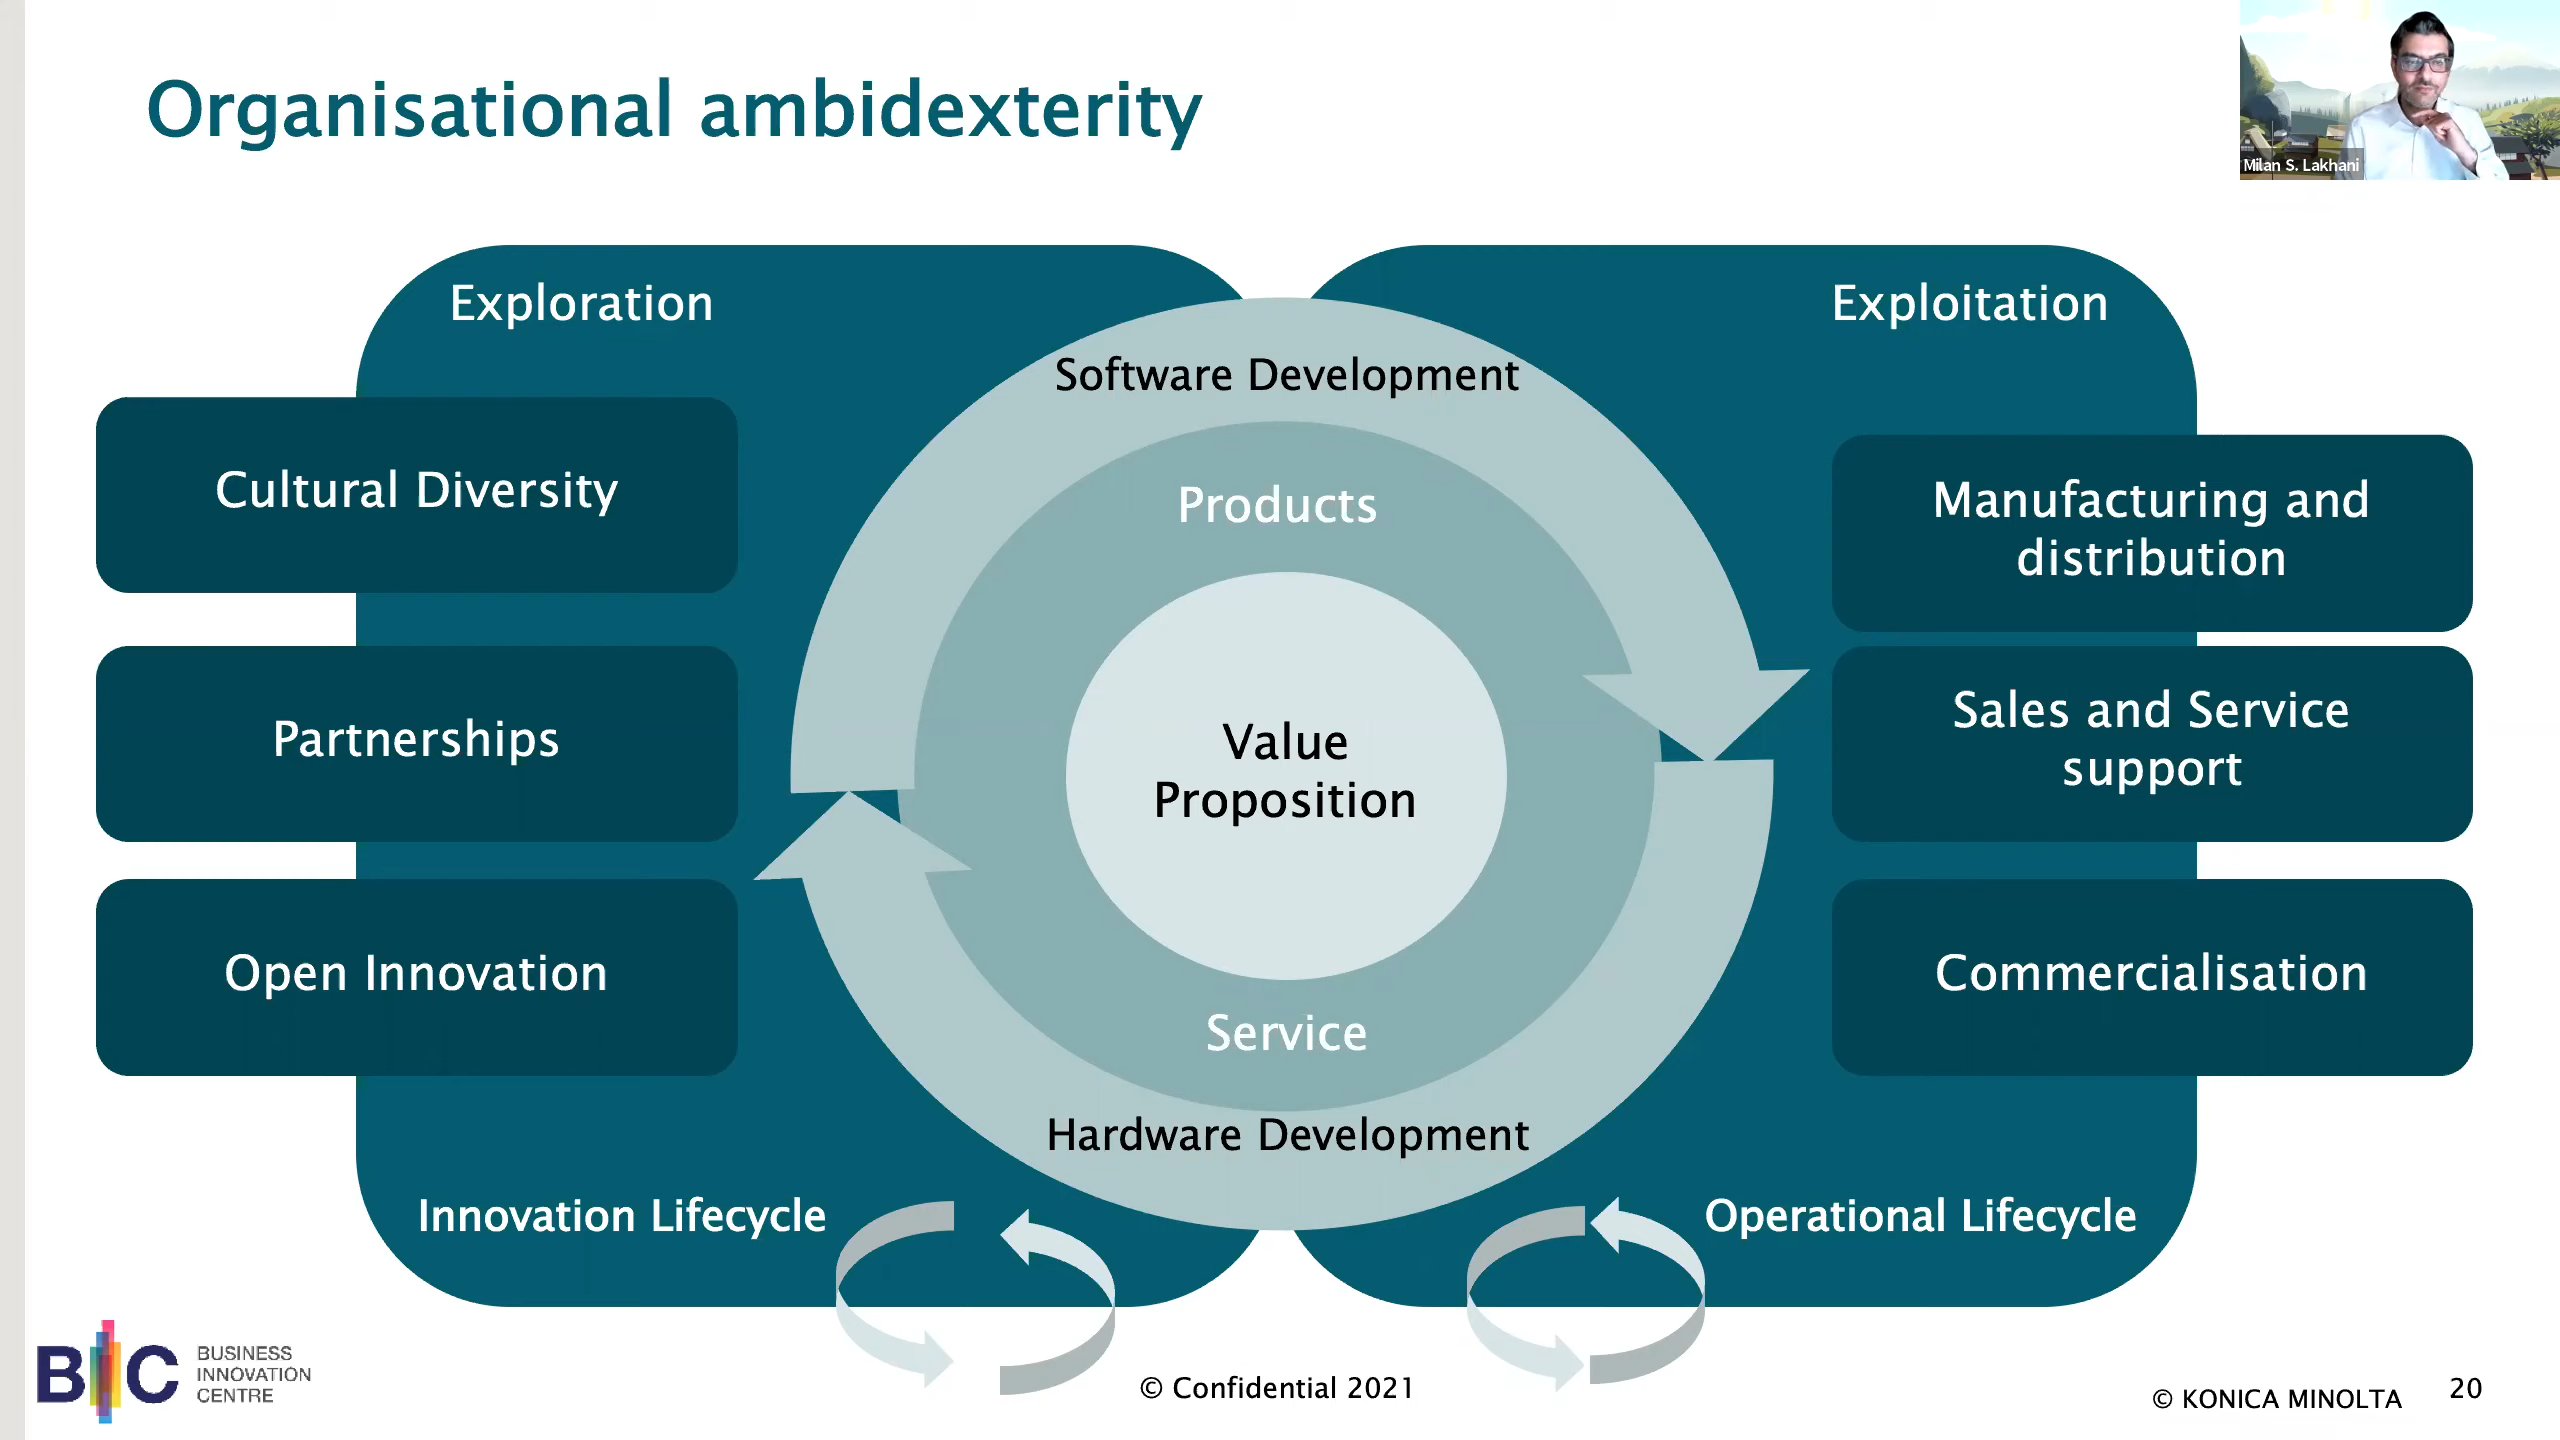 Organisational ambidexterity
Milan S. Lakhani
Exploration
Exploitation
Software Development
Cultural Diversity
Products
Manufacturing and
distribution
Partnerships
Value
Proposition
Sales and Service
support
Open Innovation
Service
Commercialisation
Hardware Development
Innovation Lifecycle
Operational Lifecycle
BIC
BUSINESS
INNOVATION
CENTRE
© Confidential 2021
© KONICA MINOLTA
20